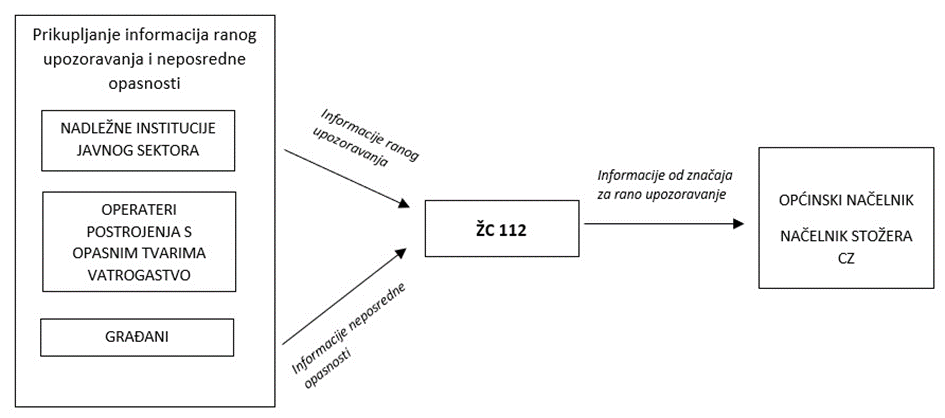 Prikupljanje informacija ranog
upozoravanja i neposredne
opasnosti
NADLEŽNE INSTITUCIJE
JAVNOG SEKTORA
OPERATERI
POSTROJENJA S
OPASNIM TVARIMA
VATROGASTVO
GRAĐANI
Informacije ranog
upozoravanja
Informacije neposredne
opasnosti
ŽC 112
Informacije od značaja
za rano upozoravanje
OPĆINSKI NAČELNIK
NAČELNIK STOŽERA
CZ